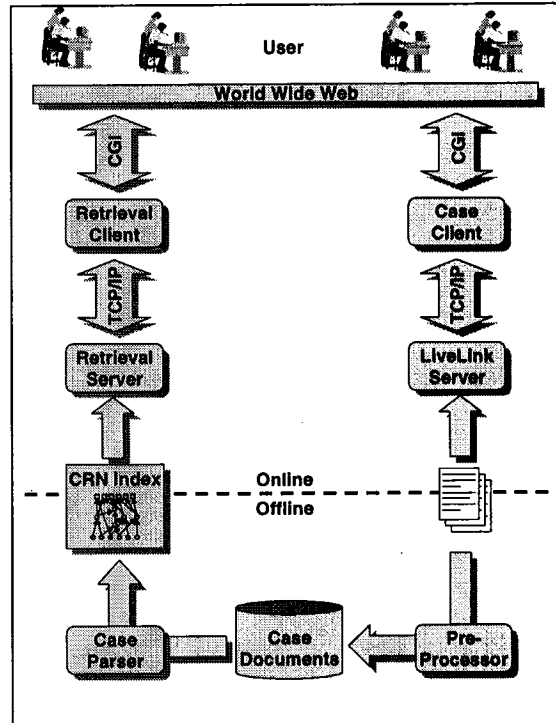 User
World Wide Web
CGI
CGI
Retrieval
Client
Case
Client
TCP/IP
TCP/IP
Retrieval
Server
LiveLink
Server
CRN Index
Online
Offline
Case
Parser
Case
Documents
Pre-
Processor